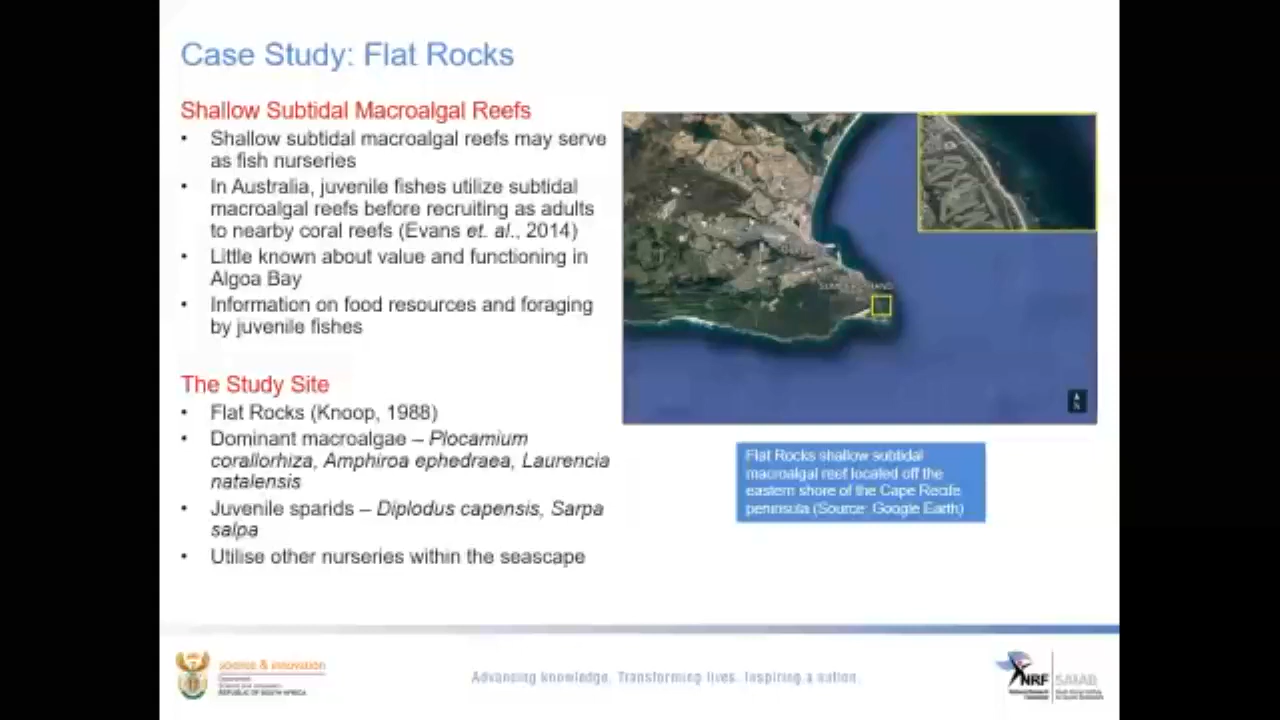 Case Study: Flat Rocks
Shallow Subtidal Macroalgal Reefs
• Shallow subtidal macroalgal reefs may serve
as fish nurseries
• In Australia, juvenile fishes utilize subtidal
macroalgal reefs before recruiting as adults
to nearby coral reefs (Evans et. al., 2014)
• Little known about value and functioning in
Algoa Bay
• Information on food resources and foraging
by juvenile fishes
The Study Site
• Flat Rocks (Knoop, 1988)
• Dominant macroalgae – Plocamium
corallorhiza, Amphiroa ephedraea, Laurencia
natalensis
• Juvenile sparids – Diplodus capensis, Sarpa
salpa
• Utilise other nurseries within the seascape
N
Flat Rocks shallow subtidal
macroalgal reef located off the
eastern shore of the Cape Recife
peninsula (Source: Google Earth)
science & innovation
Department:
REPUBLIC OF SOUTH AFRICA
Advancing knowledge. Transforming lives. Inspiring a nation.
NRF
SAIAB